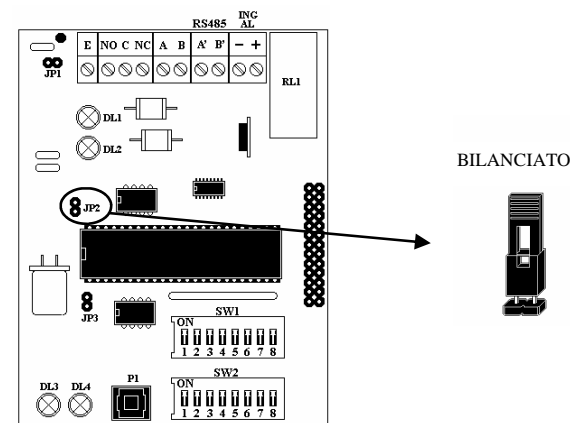 ING
RS485 AL
E NO C NC A B A' B' - +
JP1
RL1
DL1
DL2
BILANCIATO
JP2
JP3
SW1
ON
1 2 3 4 5 6 7 8
SW2
DL3 DL4 P1
ON
1 2 3 4 5 6 7 8